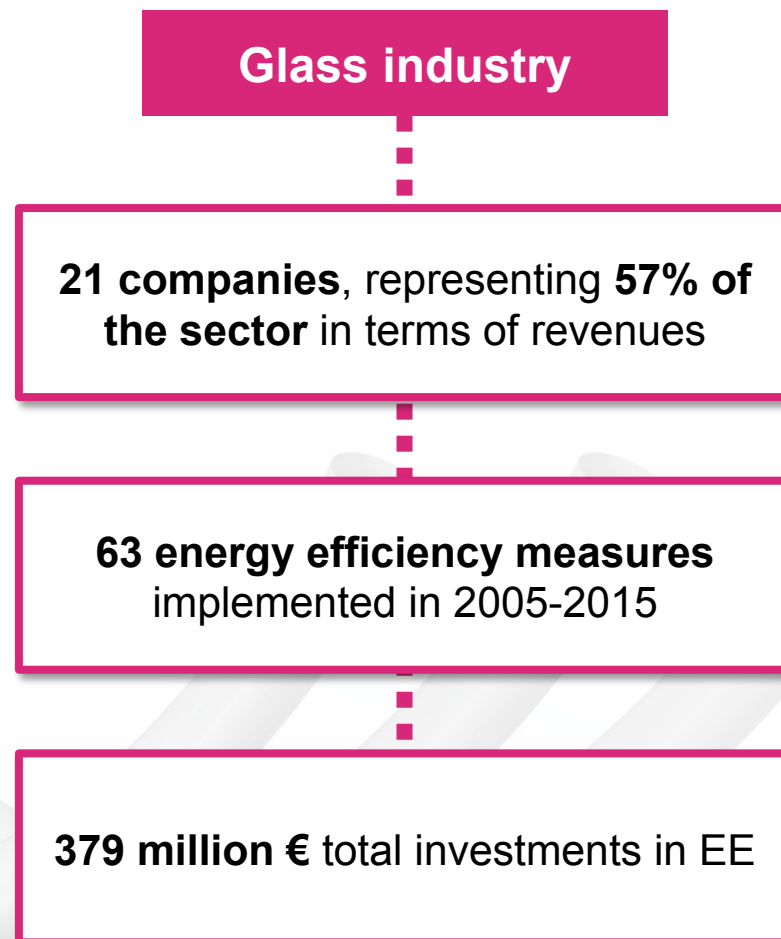 Glass industry
21 companies, representing 57% of
the sector in terms of revenues
63 energy efficiency measures
implemented in 2005-2015
379 million € total investments in EE